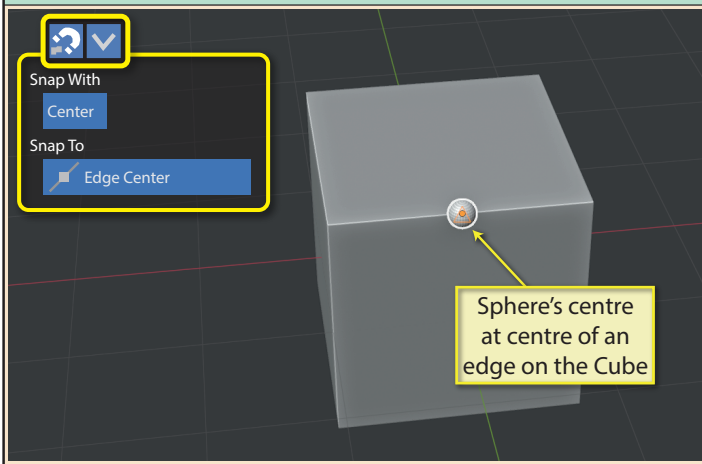 Snap With
Center
Snap To
Edge Center
Sphere's centre
at centre of an
edge on the Cube